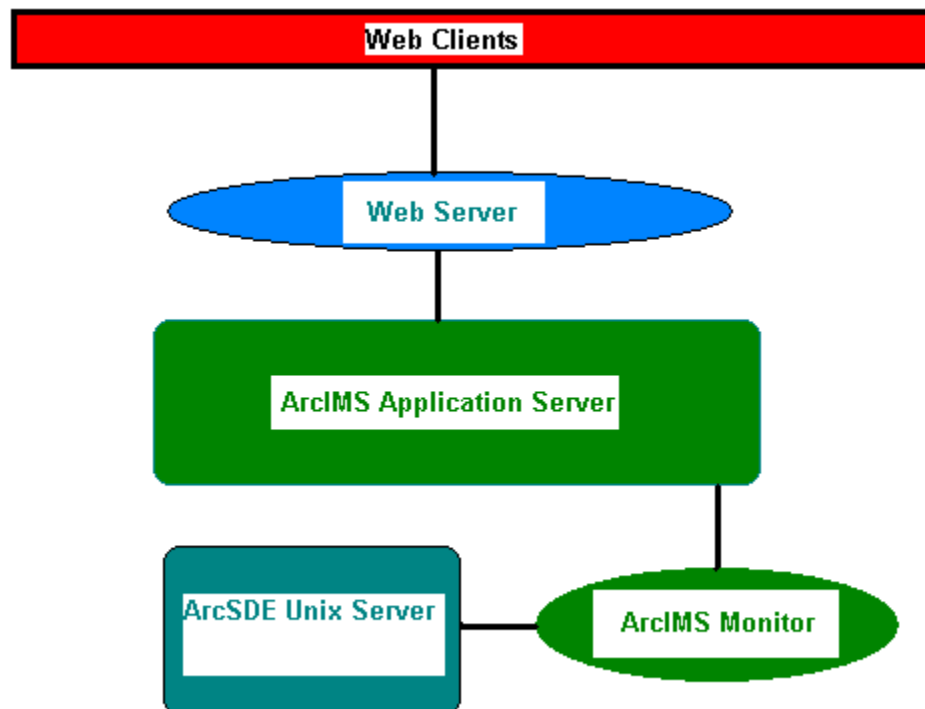 Web Clients
Web Server
ArcIMS Application Server
ArcSDE Unix Server
ArcIMS Monitor